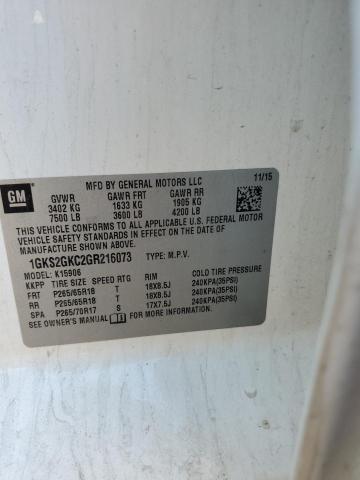 GM
MFD BY GENERAL MOTORS LLC
11/15
GVWR GAWR FRT GAWR RR
3402 KG 1633 KG 1905 KG
7500 LB 3600 LB 4200 LB
THIS VEHICLE CONFORMS TO ALL APPLICABLE U.S. FEDERAL MOTOR
VEHICLE SAFETY STANDARDS IN EFFECT ON THE DATE OF
MANUFACTURE SHOWN ABOVE.
1GKS2GKC2GR216073 TYPE: M.P.V.
MODEL: K15906
KKPP TIRE SIZE SPEED RTG RIM COLD TIRE PRESSURE
FRT P265/65R18 T 18X8.5J 240KPA(35PSI)
RR P265/65R18 T 18X8.5J 240KPA(35PSI)
SPA P265/70R17 S 17X7.5J 240KPA(35PSI)
SEE OWNER'S MANUAL FOR MORE INFORMATION.